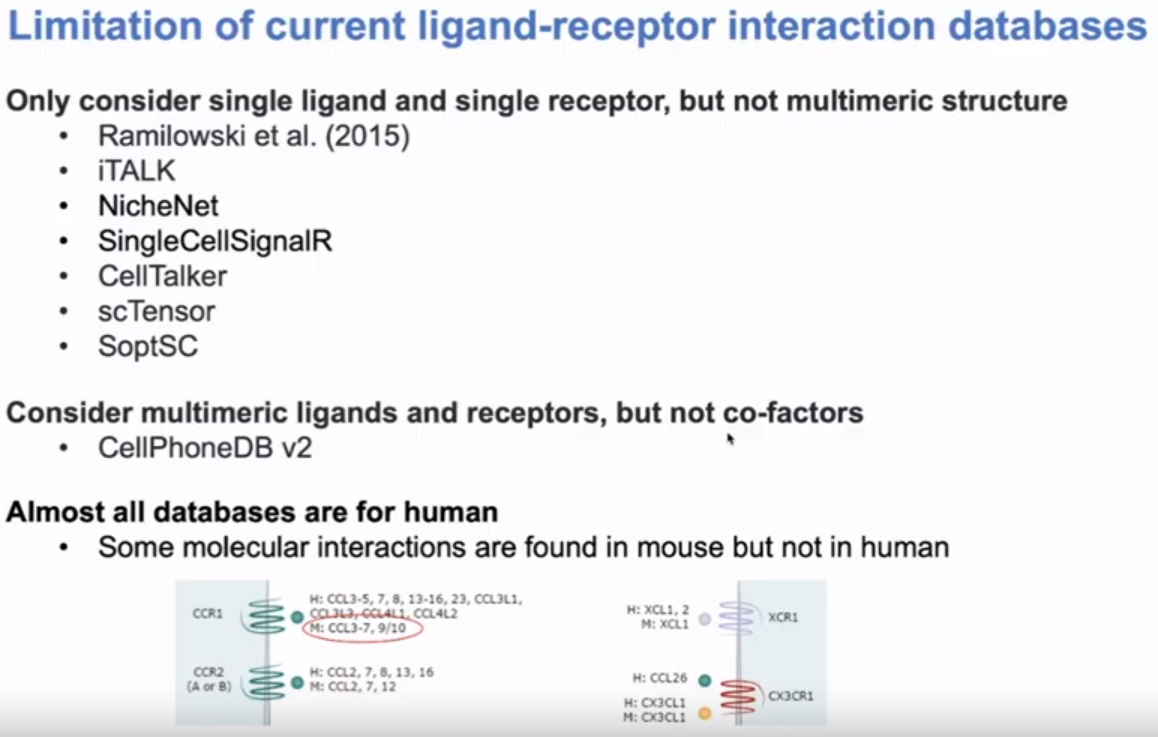 Limitation of current ligand-receptor interaction databases
Only consider single ligand and single receptor, but not multimeric structure
• Ramilowski et al. (2015)
• iTALK
• NicheNet
• SingleCellSignalR
• CellTalker
• scTensor
• SoptSC
Consider multimeric ligands and receptors, but not co-factors
• CellPhoneDB v2
Almost all databases are for human
• Some molecular interactions are found in mouse but not in human
CCR1
H: CCL3-5, 7, 8, 13-16, 23, CCL3L1,
CCL3L3, CCL4L1, CCL4L2
M: CCL3-7, 9/10
CCR2
(A or B)
H: CCL2, 7, 8, 13, 16
M: CCL2, 7, 12
H: XCL1, 2
M: XCL1
XCR1
H: CCL26
H: CX3CL1
M: CX3CL1
CX3CR1